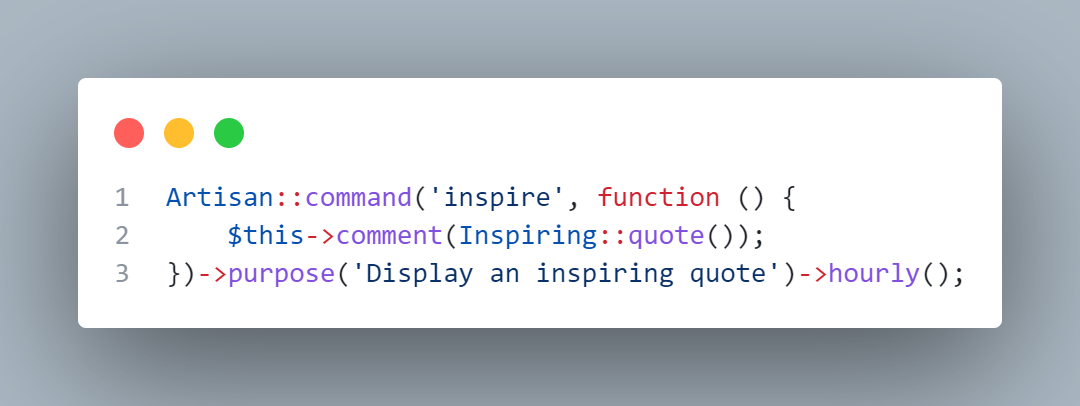 1 Artisan::command('inspire', function () {
2     $this->comment(Inspiring::quote());
3 })->purpose('Display an inspiring quote')->hourly();